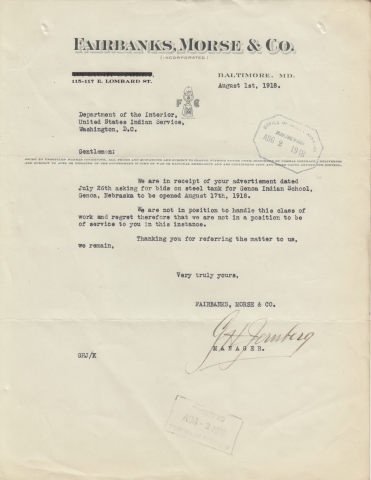 FAIRBANKS, MORSE & CO.
(INCORPORATED)
115-117 E. LOMBARD ST.
BALTIMORE, MD.
August 1st, 1918.
Department of the Interior,
United States Indian Service,
Washington, D.C.
AUG 2 1918
Gentlemen:
We are in receipt of your advertisment dated
July 26th asking for bids on steel tank for Genoa Indian School,
Genoa, Nebraska to be opened August 17th, 1918.
We are not in position to handle this class of
work and regret therefore that we are not in a position to be
of service to you in this instance.
Thanking you for referring the matter to us,
we remain,
Very truly yours,
FAIRBANKS, MORSE & CO.
MANAGER.
GHJ/K